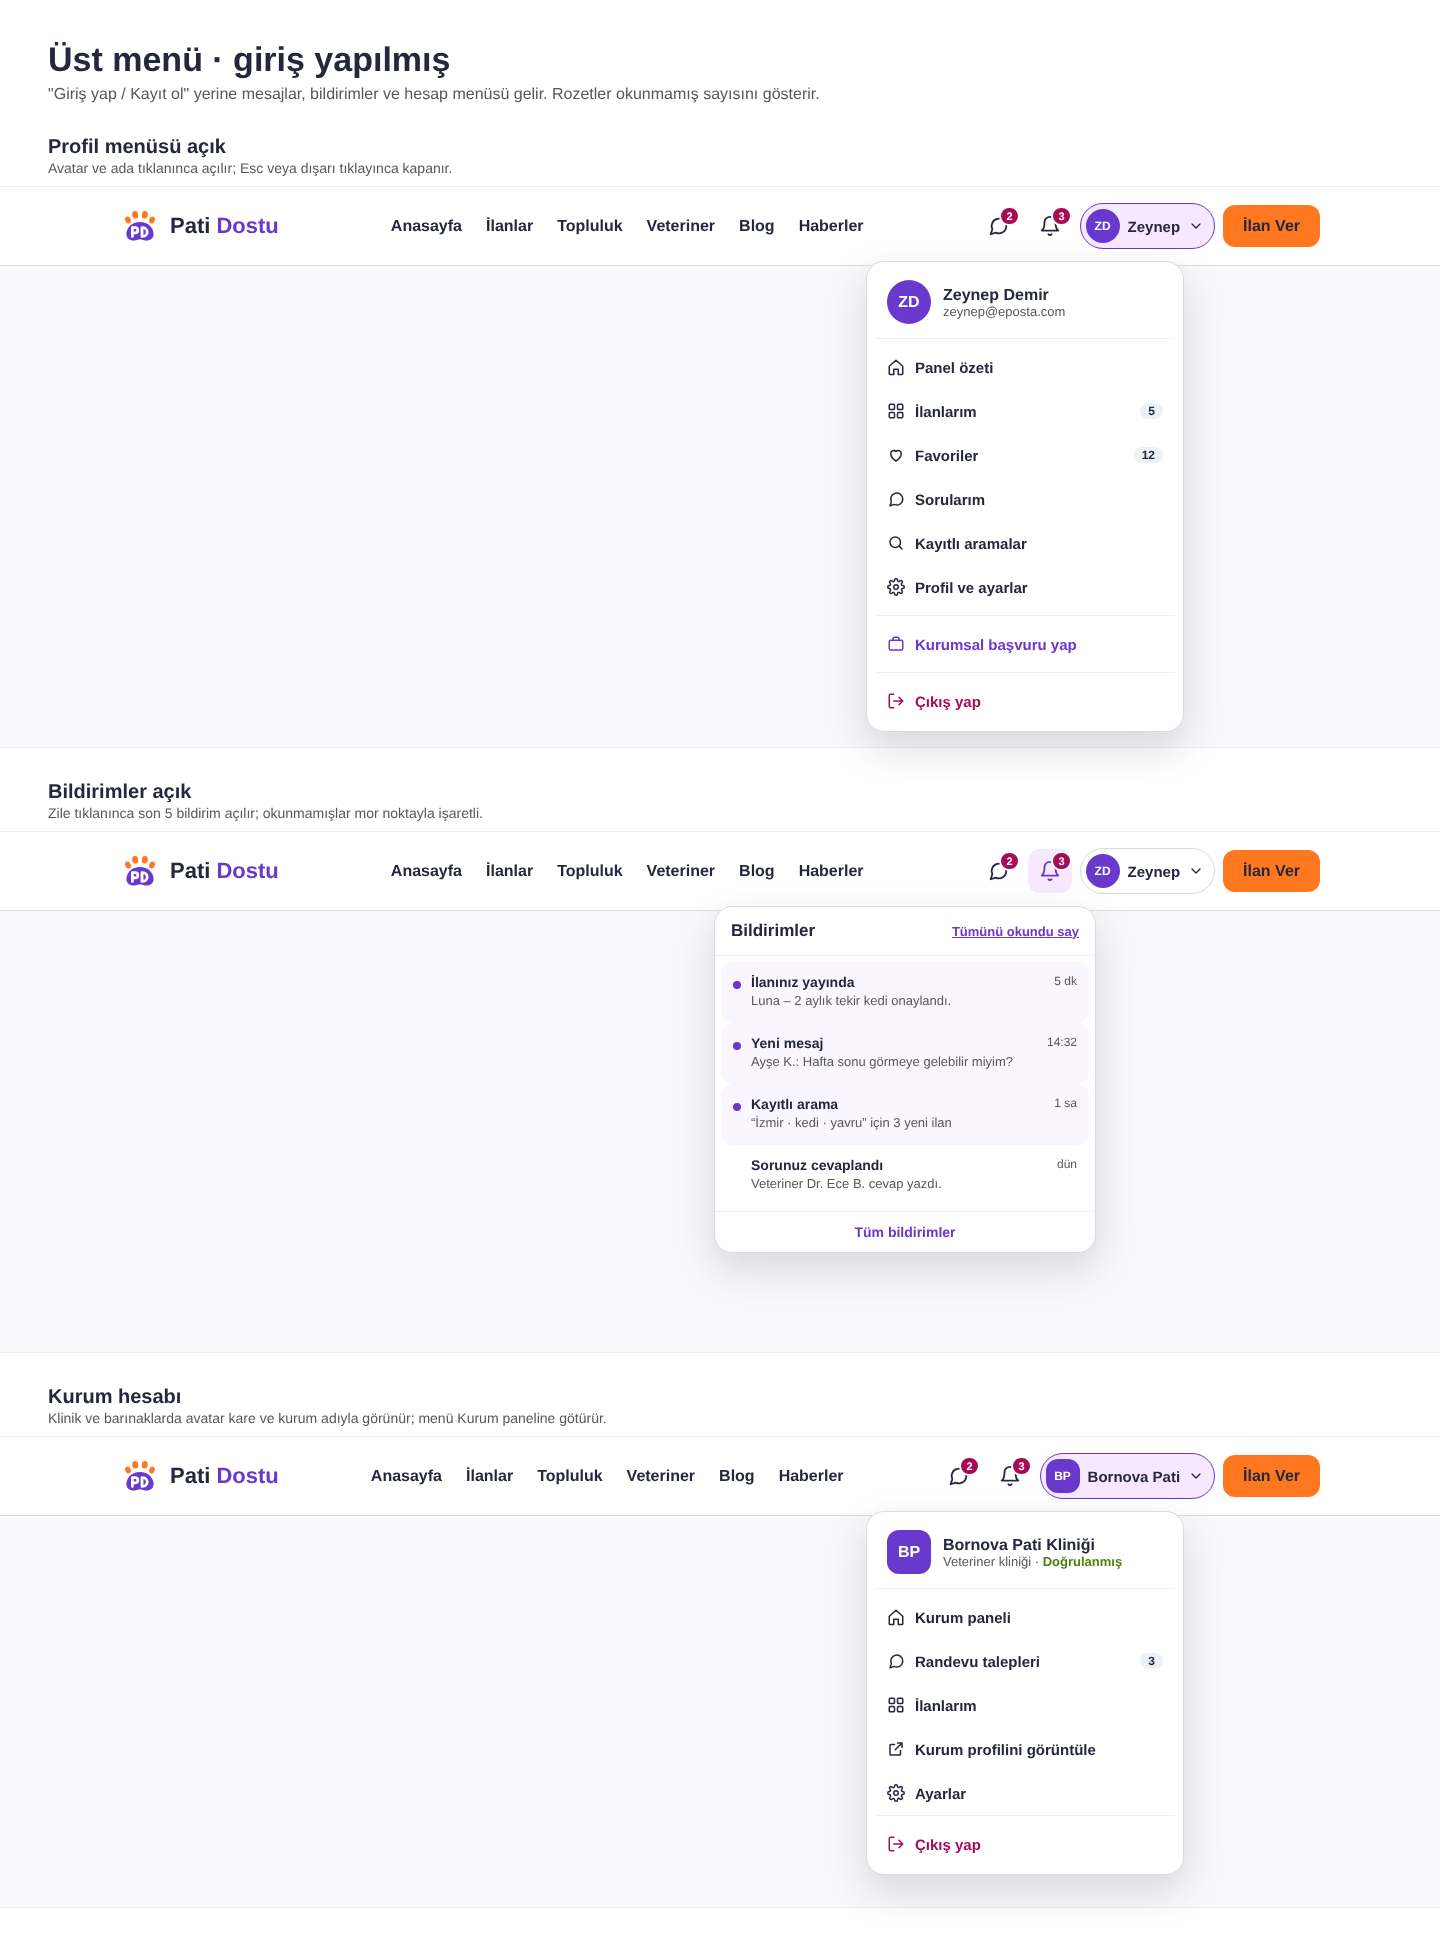 Üst menü · giriş yapılmış
"Giriş yap / Kayıt ol" yerine mesajlar, bildirimler ve hesap menüsü gelir. Rozetler okunmamış sayısını gösterir.
Profil menüsü açık
Avatar ve ada tıklanınca açılır; Esc veya dışarı tıklayınca kapanır.
PD Pati Dostu Anasayfa İlanlar Topluluk Veteriner Blog Haberler 2 3 ZD Zeynep İlan Ver
ZD Zeynep Demir
zeynep@eposta.com
Panel özeti
İlanlarım 5
Favoriler 12
Sorularım
Kayıtlı aramalar
Profil ve ayarlar
Kurumsal başvuru yap
Çıkış yap
Bildirimler açık
Zile tıklanınca son 5 bildirim açılır; okunmamışlar mor noktayla işaretli.
PD Pati Dostu Anasayfa İlanlar Topluluk Veteriner Blog Haberler 2 3 ZD Zeynep İlan Ver
Bildirimler Tümünü okundu say
İlanınız yayında 5 dk
Luna – 2 aylık tekir kedi onaylandı.
Yeni mesaj 14:32
Ayşe K.: Hafta sonu görmeye gelebilir miyim?
Kayıtlı arama 1 sa
“İzmir · kedi · yavru” için 3 yeni ilan
Sorunuz cevaplandı dün
Veteriner Dr. Ece B. cevap yazdı.
Tüm bildirimler
Kurum hesabı
Klinik ve barınaklarda avatar kare ve kurum adıyla görünür; menü Kurum paneline götürür.
PD Pati Dostu Anasayfa İlanlar Topluluk Veteriner Blog Haberler 2 3 BP Bornova Pati İlan Ver
BP Bornova Pati Kliniği
Veteriner kliniği · Doğrulanmış
Kurum paneli
Randevu talepleri 3
İlanlarım
Kurum profilini görüntüle
Ayarlar
Çıkış yap